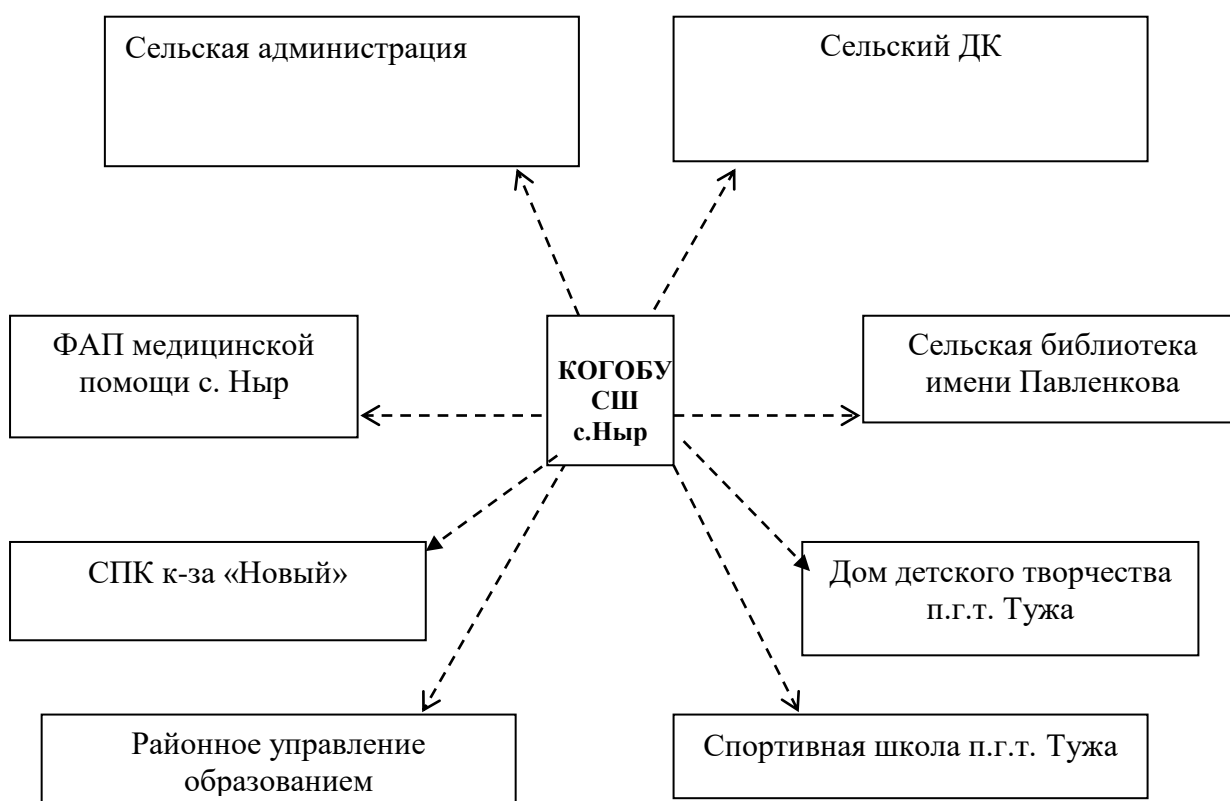 Сельская администрация
Сельский ДК
ФАП медицинской
помощи с. Ныр
КОГОБУ
СШ
с.Ныр
Сельская библиотека
имени Павленкова
СПК к-за «Новый»
Дом детского творчества
п.г.т. Тужа
Районное управление
образованием
Спортивная школа п.г.т. Тужа